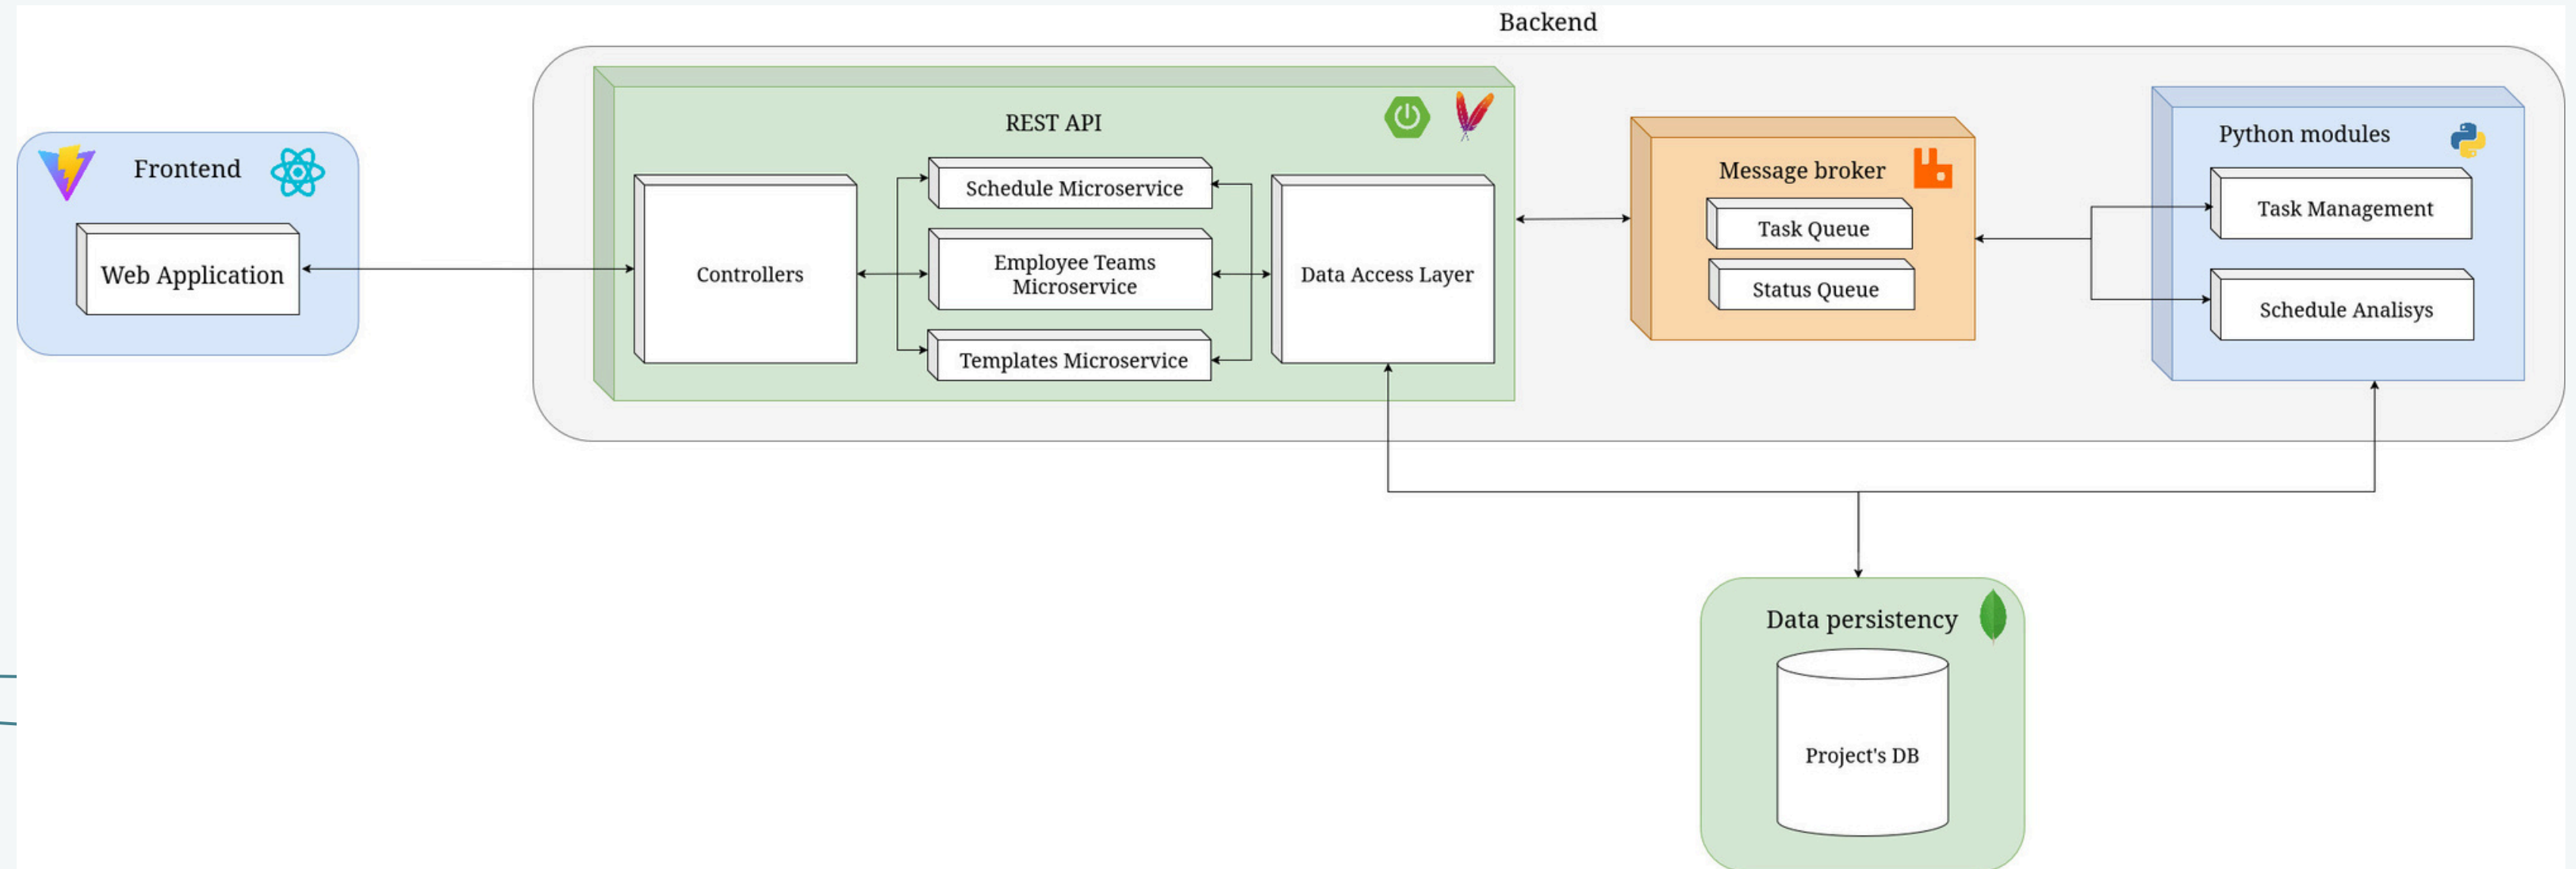 Backend
Frontend
Web Application
REST API
Controllers
Schedule Microservice
Employee Teams
Microservice
Templates Microservice
Data Access Layer
Message broker
Task Queue
Status Queue
Python modules
Task Management
Schedule Analisys
Data persistency
Project's DB